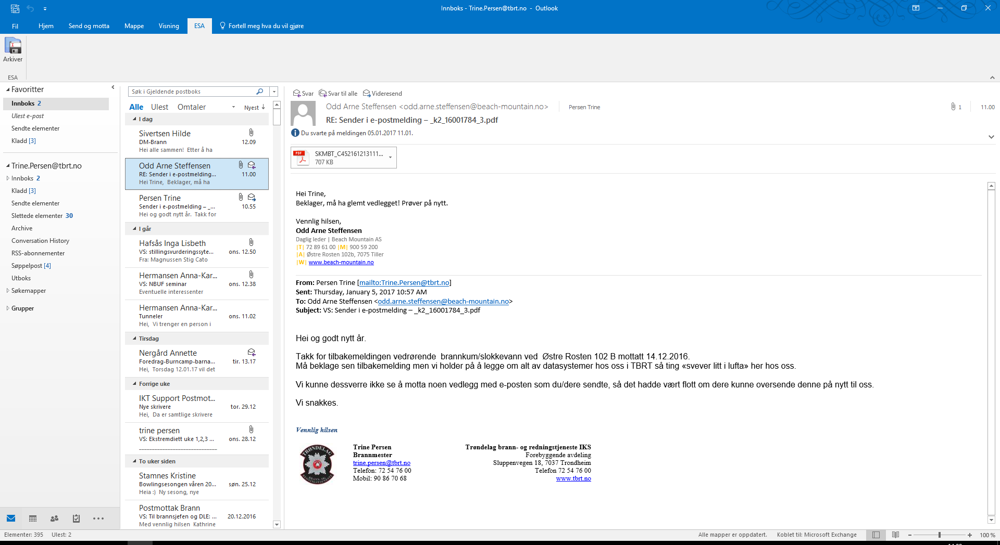 Innboks - Trine.Persen@tbrt.no - Outlook
Fil Hjem Send og motta Mappe Visning ESA Fortell meg hva du vil gjøre
Arkiver
ESA
Favoritter
Innboks 2
Ulest e-post
Sendte elementer
Kladd [3]
Trine.Persen@tbrt.no
Innboks 2
Kladd [3]
Sendte elementer
Slettede elementer 30
Archive
Conversation History
RSS-abonnementer
Søppelpost [4]
Utboks
Søkemapper
Grupper
Søk i Gjeldende postboks
Alle Ulest Omtaler Nyest
I dag
Sivertsen Hilde
DM-Brann 12.09
Hei alle sammen! Etter å ha
Odd Arne Steffensen
RE: Sender i e-postmelding... 11.00
Hei Trine, Beklager, må ha
Persen Trine
Sender i e-postmelding – _... 10.55
Hei og godt nytt år. Takk for
I går
Hafsås Inga Lisbeth
VS: stillingsvurderingssyte... ons. 12.50
Fra: Magnussen Stig Cato
Hermansen Anna-Kar...
VS: NBUF seminar ons. 12.38
Eventuelle interessenter
Hermansen Anna-Kar...
Tunneler ons. 11.02
Hei, Vi trenger en person i
Tirsdag
Nergård Annette
Foredrag-Burncamp-barna... tir. 13.17
Hei, Torsdag 12.01.17 vil det
Forrige uke
IKT Support Postmot...
Nye skrivere tor. 29.12
Hei, Da er samtlige skrivere
trine persen
VS: Ekstremdiett uke 1,2,3 ... ons. 28.12
________________________________
To uker siden
Stamnes Kristine
Bowlingsesongen våren 20... søn. 25.12
Heia :) Ny sesong, nye
Postmottak Brann
VS: Til brannsjefen og DLE: ... 20.12.2016
Med vennlig hilsen Kathrine
Svar Svar til alle Videresend
Odd Arne Steffensen <odd.arne.steffensen@beach-mountain.no> Persen Trine 1 11.00
RE: Sender i e-postmelding – _k2_16001784_3.pdf
Du svarte på meldingen 05.01.2017 11.01.
PDF
SKMBT_C452161213111...
707 KB
Hei Trine,
Beklager, må ha glemt vedlegget! Prøver på nytt.
Vennlig hilsen,
Odd Arne Steffensen
Daglig leder | Beach Mountain AS
|T| 72 89 61 00 |M| 900 59 200
|A| Østre Rosten 102b, 7075 Tiller
|W| www.beach-mountain.no
From: Persen Trine [mailto:Trine.Persen@tbrt.no]
Sent: Thursday, January 5, 2017 10:57 AM
To: Odd Arne Steffensen <odd.arne.steffensen@beach-mountain.no>
Subject: VS: Sender i e-postmelding – _k2_16001784_3.pdf
Hei og godt nytt år.
Takk for tilbakemeldingen vedrørende brannkum/slokkevann ved Østre Rosten 102 B mottatt 14.12.2016.
Må beklage sen tilbakemelding men vi holder på å legge om alt av datasystemer hos oss i TBRT så ting «svever litt i lufta» her hos oss.
Vi kunne dessverre ikke se å motta noen vedlegg med e-posten som du/dere sendte, så det hadde vært flott om dere kunne oversende denne på nytt til oss.
Vi snakkes.
Vennlig hilsen
TRØNDELAG
BRANN- OG
REDNINGSTJENESTE
Trine Persen
Brannmester
trine.persen@tbrt.no
Telefon: 72 54 76 00
Mobil: 90 86 70 68
Trøndelag brann- og redningstjeneste IKS
Forebyggende avdeling
Sluppenvegen 18, 7037 Trondheim
Telefon 72 54 76 00
www.tbrt.no
Elementer: 395 Ulest: 2 Alle mapper er oppdatert. Koblet til: Microsoft Exchange 100 %